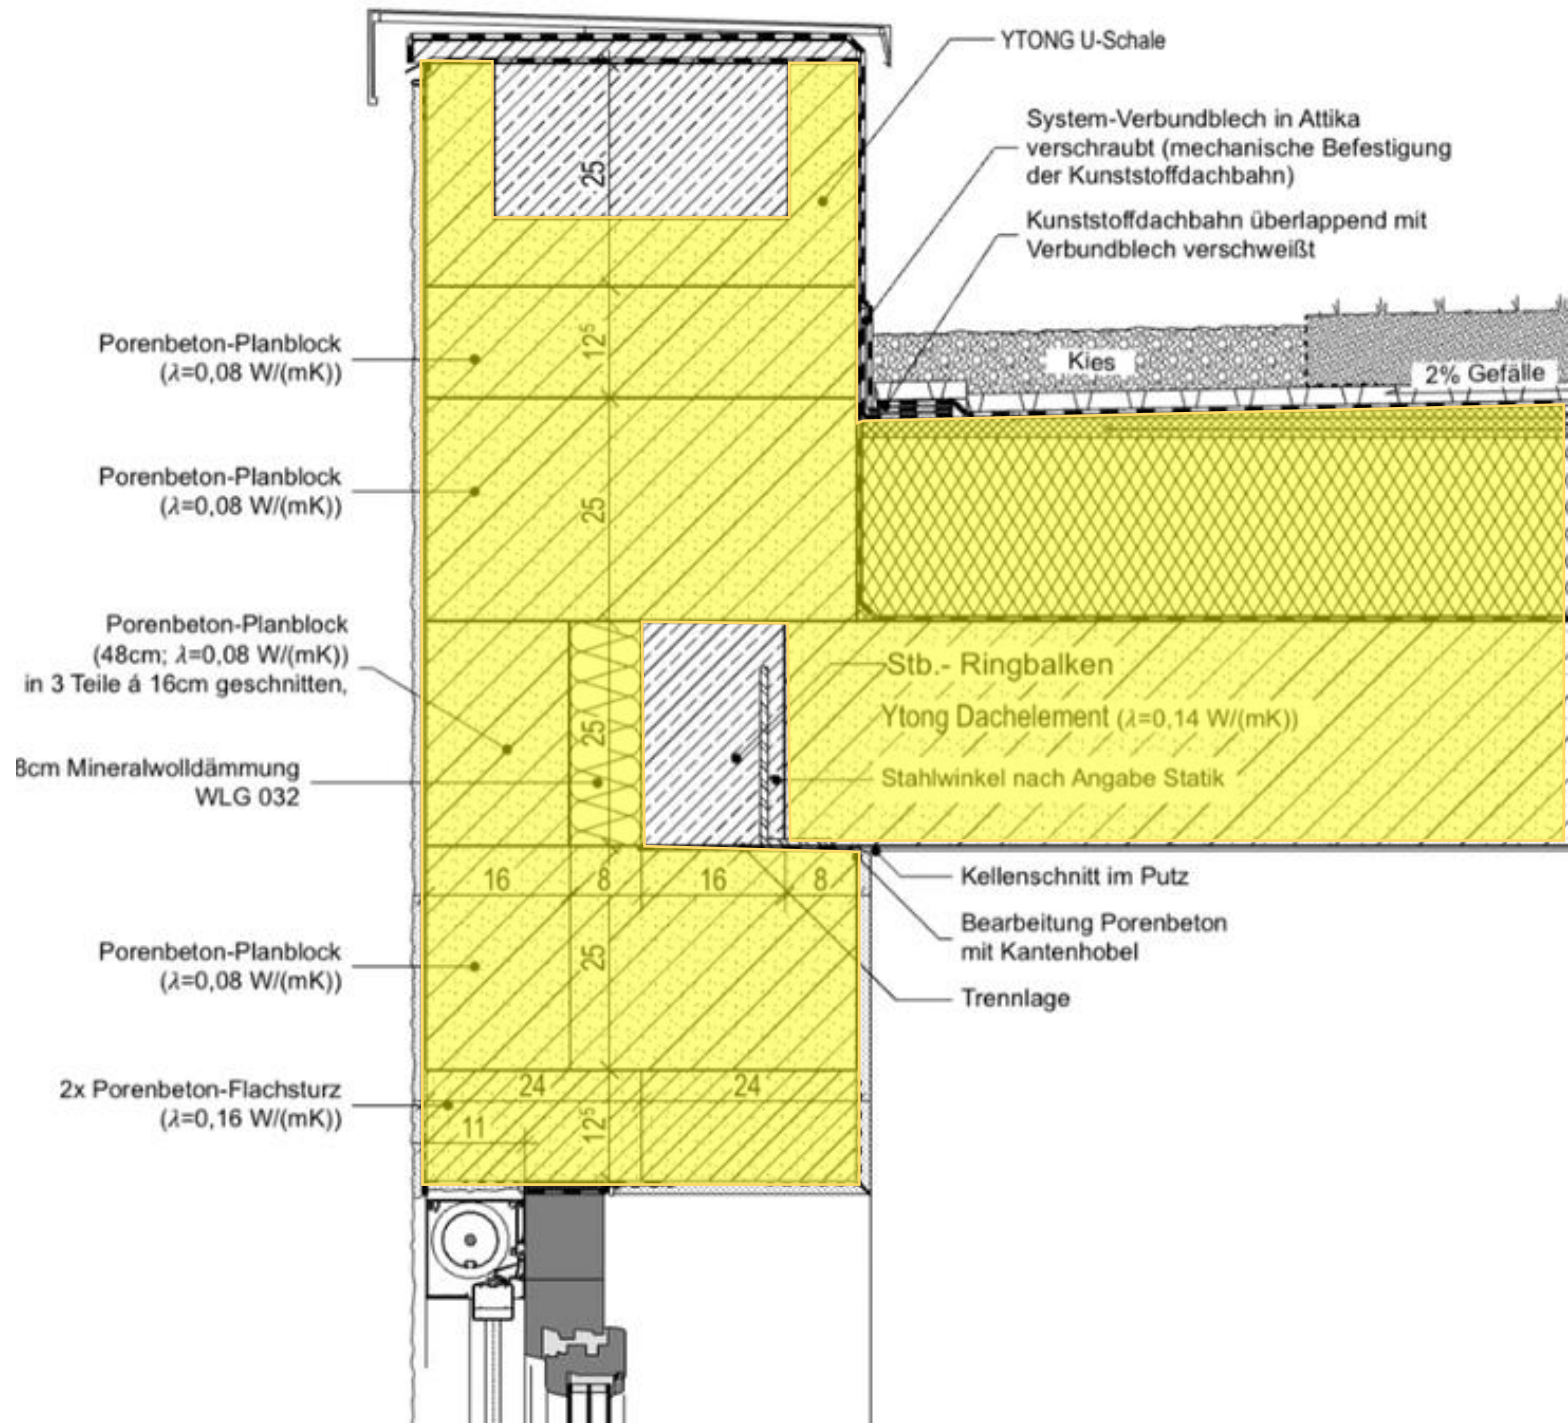 YTONG U-Schale
System-Verbundblech in Attika
verschraubt (mechanische Befestigung
der Kunststoffdachbahn)
Kunststoffdachbahn überlappend mit
Verbundblech verschweißt
25
Porenbeton-Planblock
(λ=0,08 W/(mK))
12⁵
Kies
2% Gefälle
Porenbeton-Planblock
(λ=0,08 W/(mK))
25
Porenbeton-Planblock
(48cm; λ=0,08 W/(mK))
in 3 Teile á 16cm geschnitten,
Stb.- Ringbalken
Ytong Dachelement (λ=0,14 W/(mK))
25
8cm Mineralwolldämmung
WLG 032
Stahlwinkel nach Angabe Statik
16 8 16 8
Kellenschnitt im Putz
Bearbeitung Porenbeton
mit Kantenhobel
Porenbeton-Planblock
(λ=0,08 W/(mK))
25
Trennlage
2x Porenbeton-Flachsturz
(λ=0,16 W/(mK))
24 24
11
12⁵